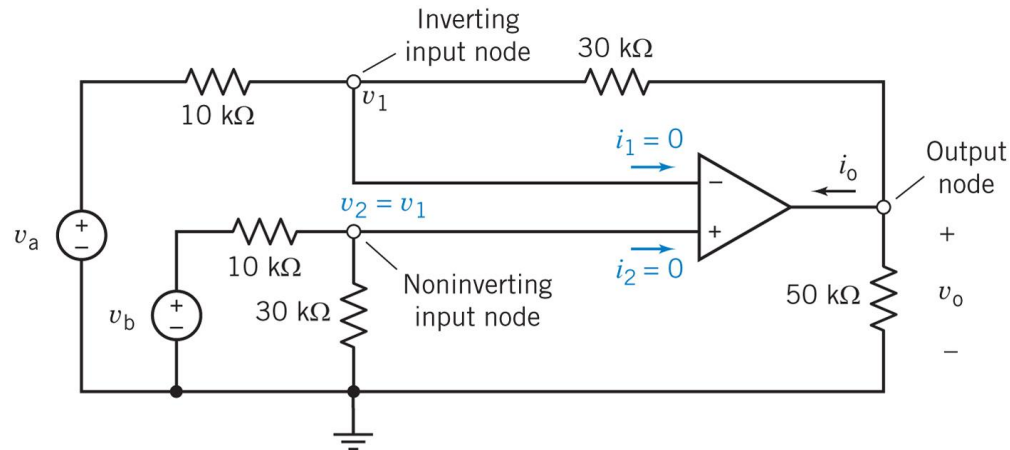 Inverting
input node
30 kΩ
10 kΩ
v1
i1 = 0
io
Output
node
v2 = v1
va
+
−
10 kΩ
−
+
+
i2 = 0
vb
+
−
30 kΩ
Noninverting
input node
50 kΩ
vo
−